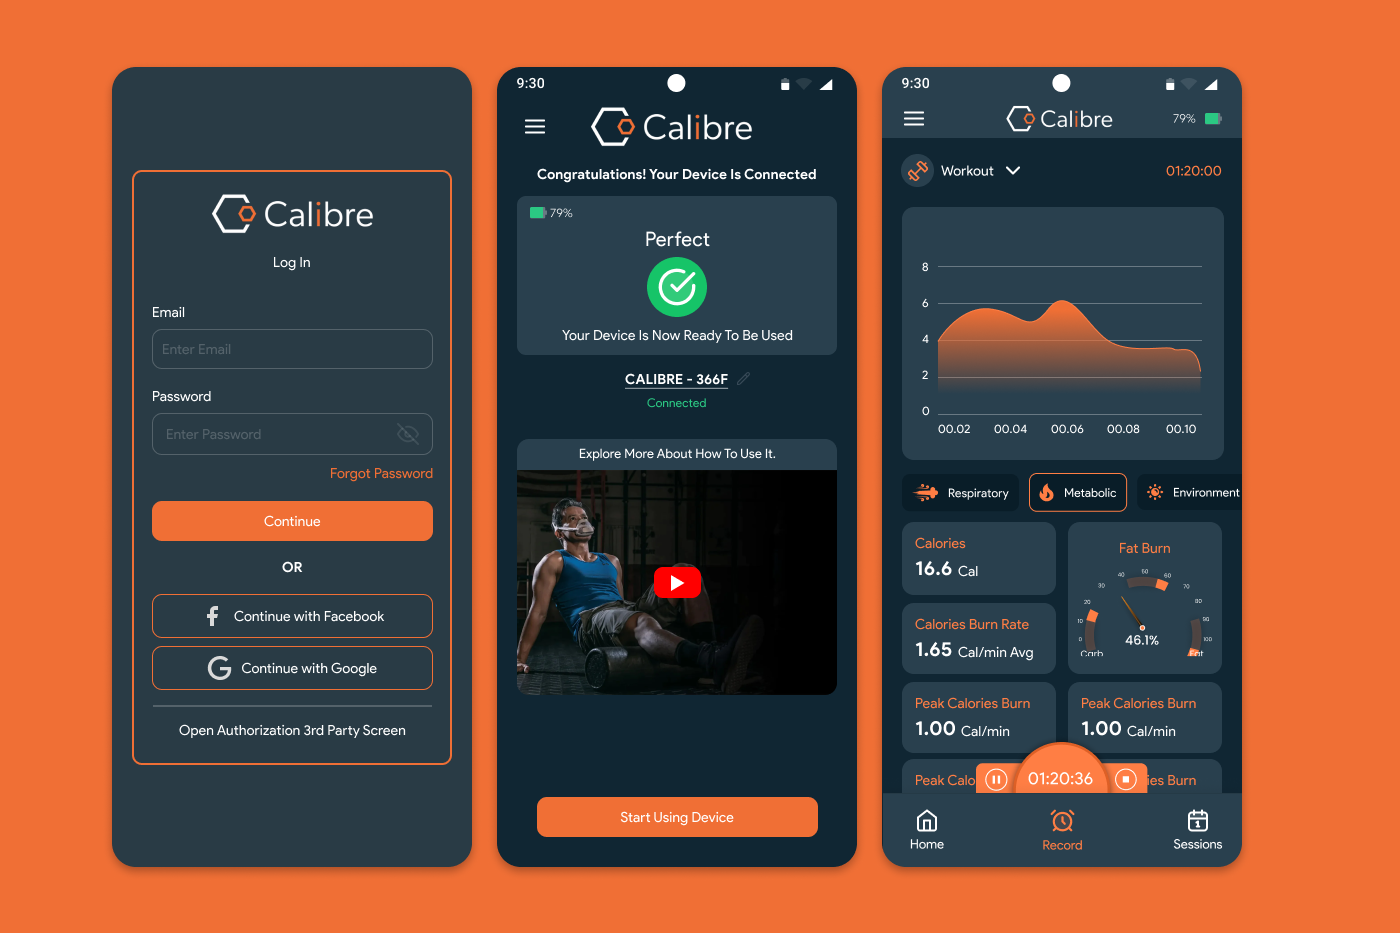 Calibre
Log In
Email
Enter Email
Password
Enter Password
Forgot Password
Continue
OR
Continue with Facebook
Continue with Google
Open Authorization 3rd Party Screen
9:30
Calibre
Congratulations! Your Device Is Connected
79%
Perfect
Your Device Is Now Ready To Be Used
CALIBRE - 366F
Connected
Explore More About How To Use It.
Start Using Device
9:30
Calibre
79%
Workout
01:20:00
8
6
4
2
0
00.02 00.04 00.06 00.08 00.10
Respiratory
Metabolic
Environment
Calories
16.6 Cal
Calories Burn Rate
1.65 Cal/min Avg
Fat Burn
0
10
20
30
40
50
60
70
80
90
100
46.1%
Carb
Fat
Peak Calories Burn
1.00 Cal/min
Peak Calories Burn
1.00 Cal/min
Peak Calo
ies Burn
01:20:36
Home
1
Record
Sessions